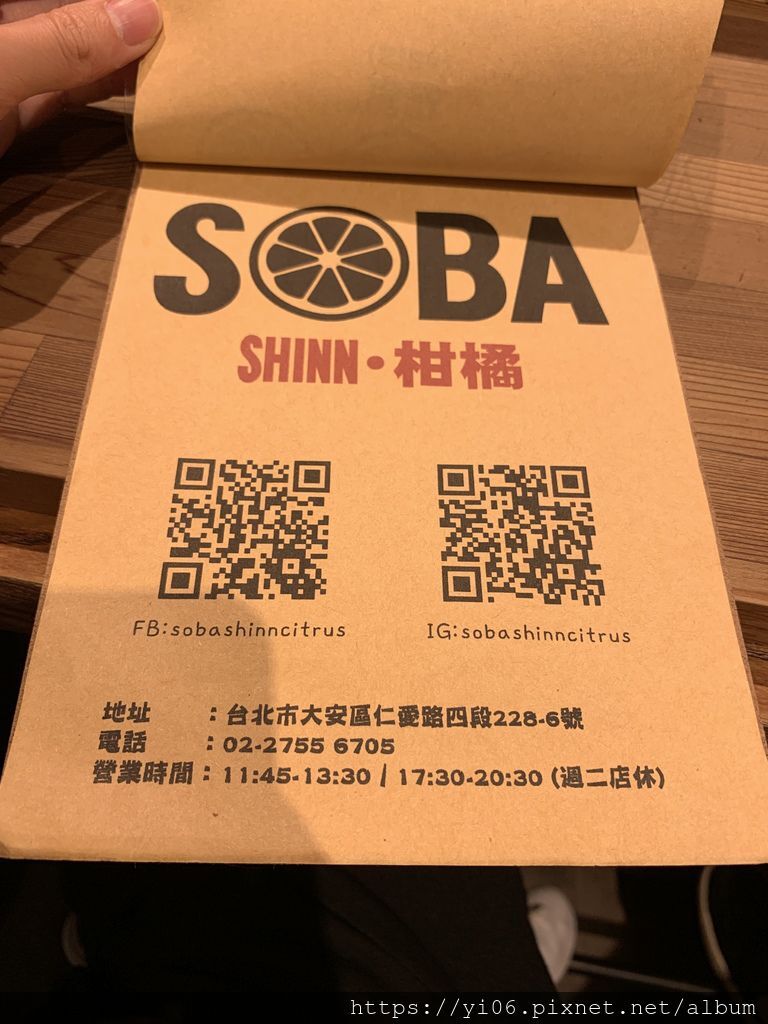 SOBA
SHINN·柑橘
FB:sobashinncitrus
IG:sobashinncitrus
地址 ：台北市大安區仁愛路四段228-6號
電話 ：02-2755 6705
營業時間：11:45-13:30 / 17:30-20:30 (週二店休)
https://yi06.pixnet.net/album